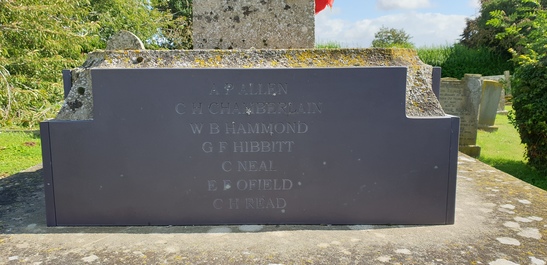 A P ALLEN
C H CHAMBERLAIN
W B HAMMOND
G F HIBBITT
C NEAL
E E OFIELD
C H READ